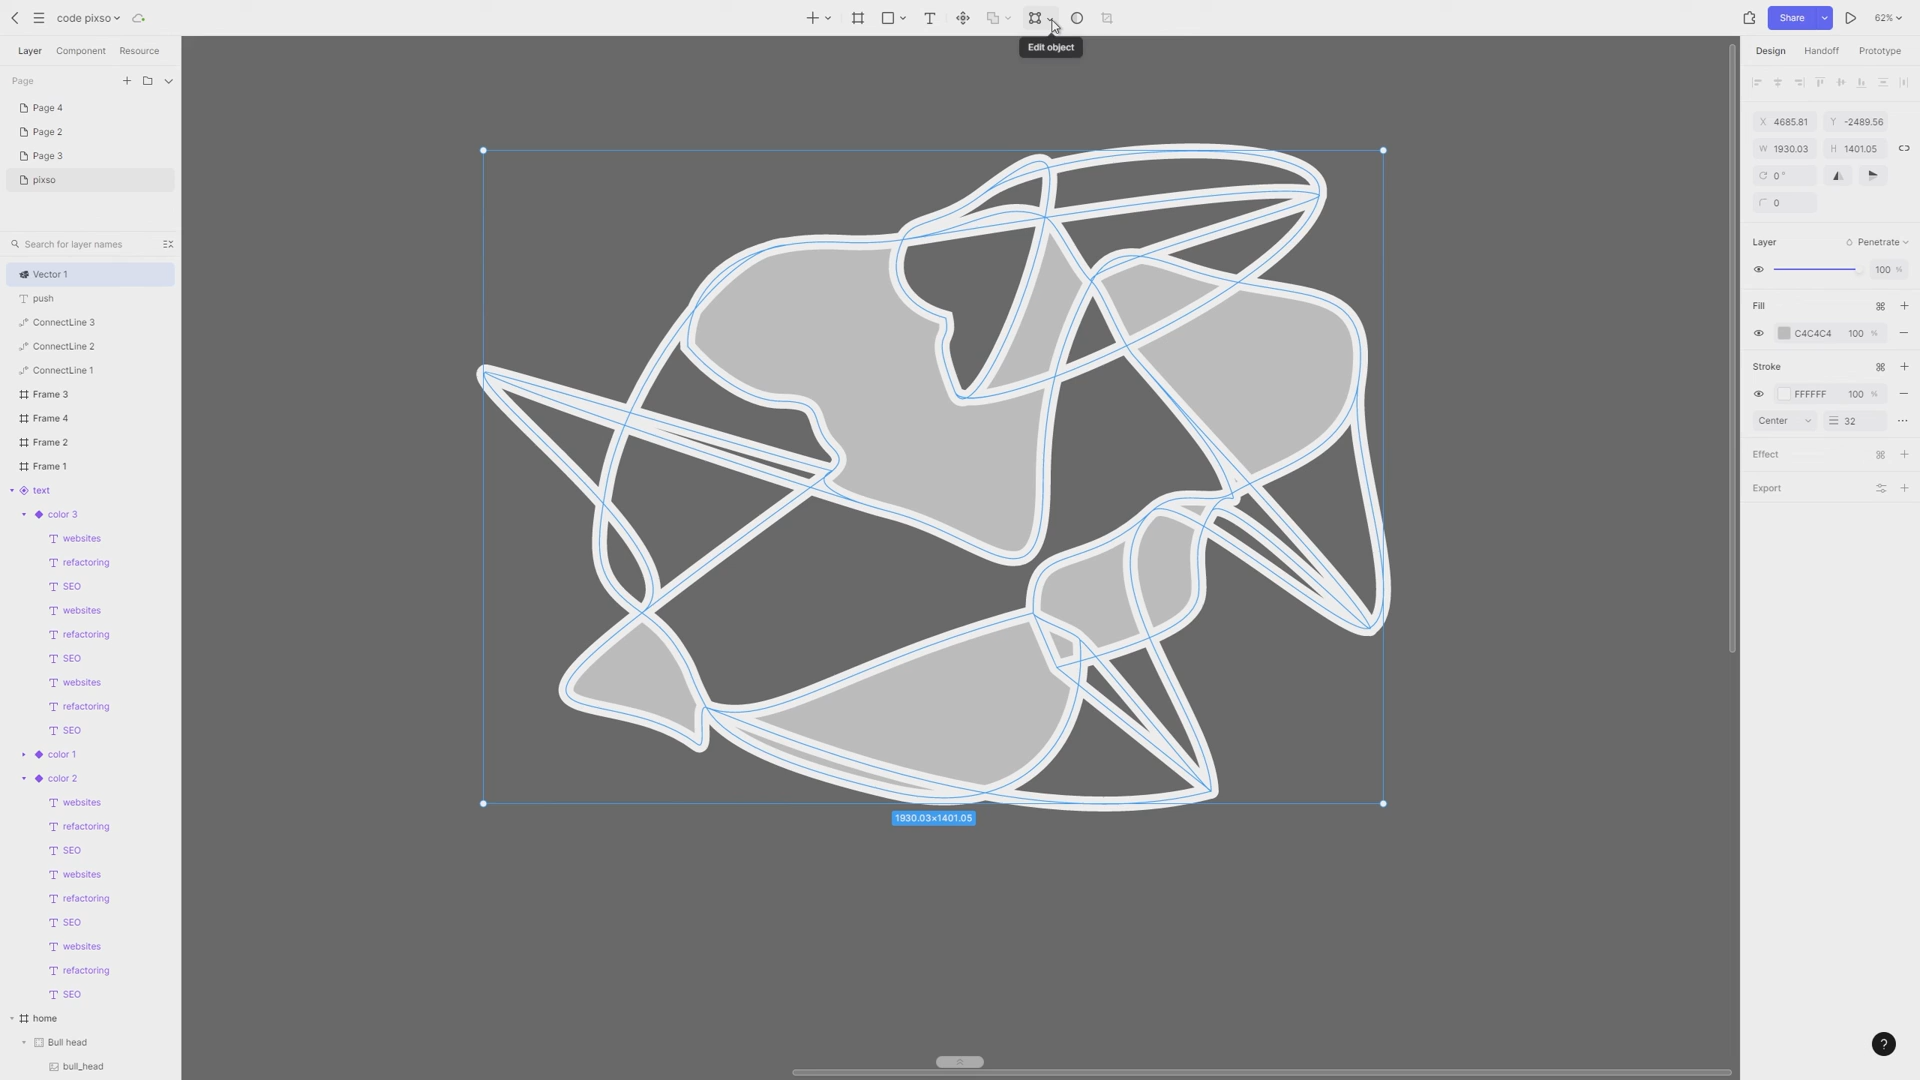 code pixso
Share
62%
Edit object
Layer
Component
Resource
Page
Page 4
Page 2
Page 3
pixso
Search for layer names
Vector 1
push
ConnectLine 3
ConnectLine 2
ConnectLine 1
Frame 3
Frame 4
Frame 2
Frame 1
text
color 3
websites
refactoring
SEO
websites
refactoring
SEO
websites
refactoring
SEO
color 1
color 2
websites
refactoring
SEO
websites
refactoring
SEO
websites
refactoring
SEO
home
Bull head
bull_head
1930.03×1401.05
Design
Handoff
Prototype
X 4685.81
Y -2489.56
W 1930.03
H 1401.05
0°
0
Layer
Penetrate
100 %
Fill
C4C4C4 100 %
Stroke
FFFFFF 100 %
Center
32
Effect
Export
?